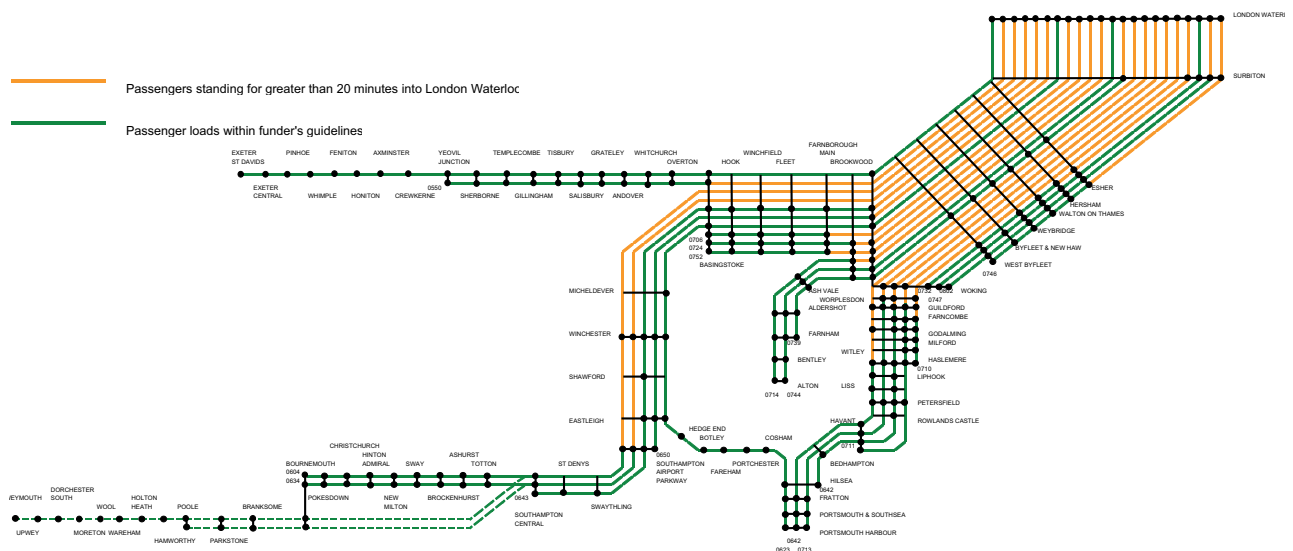 LONDON WATERL
SURBITON
Passengers standing for greater than 20 minutes into London Waterloo
Passenger loads within funder's guidelines
EXETER
ST DAVIDS
PINHOE
FENITON
AXMINSTER
YEOVIL
JUNCTION
TEMPLECOMBE
TISBURY
GRATELEY
WHITCHURCH
OVERTON
HOOK
WINCHFIELD
FLEET
FARNBOROUGH
MAIN
BROOKWOOD
0550
EXETER
CENTRAL
WHIMPLE
HONITON
CREWKERNE
SHERBORNE
GILLINGHAM
SALISBURY
ANDOVER
ESHER
HERSHAM
WALTON ON THAMES
WEYBRIDGE
BYFLEET & NEW HAW
WEST BYFLEET
0746
0706
0724
0752
BASINGSTOKE
MICHELDEVER
WINCHESTER
SHAWFORD
EASTLEIGH
ASH VALE
WORPLESDON
ALDERSHOT
FARNHAM
0739
BENTLEY
ALTON
0714
0744
0732
0802
WOKING
0747
GUILDFORD
FARNCOMBE
GODALMING
MILFORD
WITLEY
HASLEMERE
0710
LIPHOOK
LISS
PETERSFIELD
ROWLANDS CASTLE
HAVANT
0711
BEDHAMPTON
HEDGE END
BOTLEY
COSHAM
0650
SOUTHAMPTON
AIRPORT
PARKWAY
FAREHAM
PORTCHESTER
HILSEA
0642
FRATTON
PORTSMOUTH & SOUTHSEA
PORTSMOUTH HARBOUR
0642
0623
0713
CHRISTCHURCH
BOURNEMOUTH
0604
0634
HINTON
ADMIRAL
SWAY
ASHURST
TOTTON
ST DENYS
POKESDOWN
NEW
MILTON
BROCKENHURST
0643
SOUTHAMPTON
CENTRAL
SWAYTHLING
/EYMOUTH
DORCHESTER
SOUTH
WOOL
HOLTON
HEATH
POOLE
BRANKSOME
UPWEY
MORETON
WAREHAM
HAMWORTHY
PARKSTONE